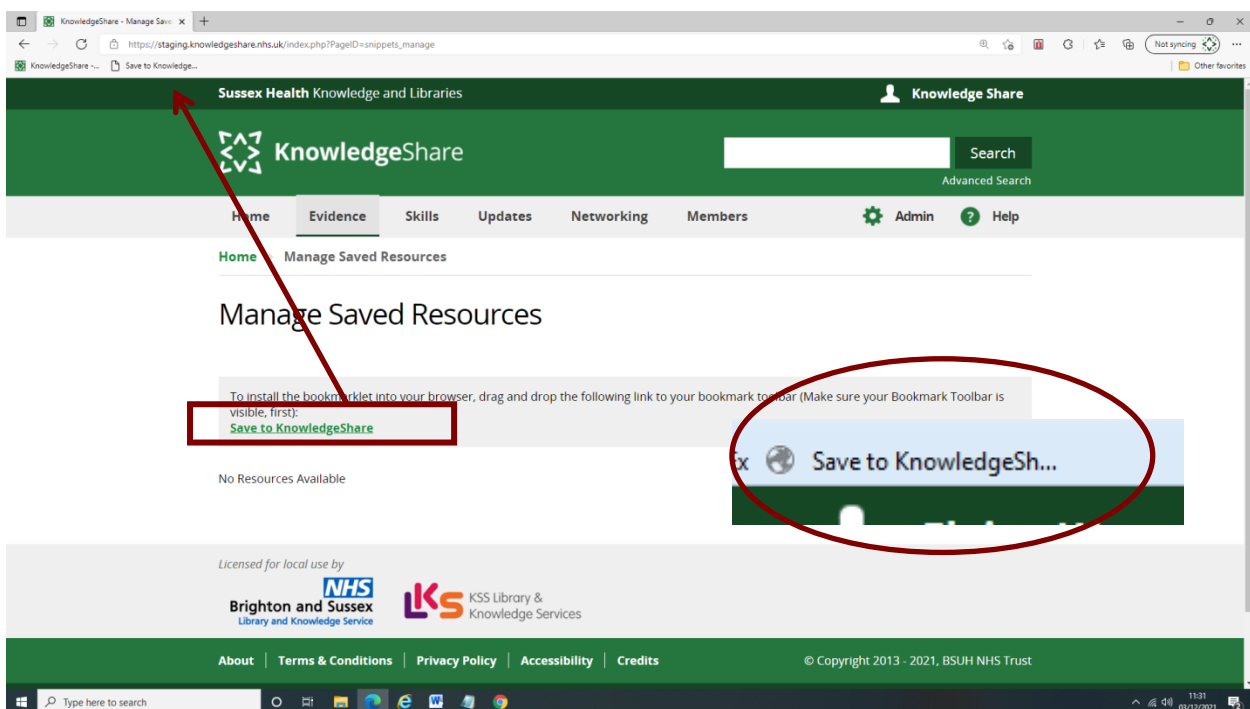 KnowledgeShare - Manage Save
https://staging.knowledgeshare.nhs.uk/index.php?PageID=snippets_manage
Not syncing
KnowledgeShare -... Save to Knowledge...
Other favorites
Sussex Health Knowledge and Libraries
Knowledge Share
KnowledgeShare
Search
Advanced Search
Home Evidence Skills Updates Networking Members Admin Help
Home Manage Saved Resources
Manage Saved Resources
To install the bookmarklet into your browser, drag and drop the following link to your bookmark toolbar (Make sure your Bookmark Toolbar is
visible, first):
Save to KnowledgeShare
Save to KnowledgeSh...
No Resources Available
Licensed for local use by
NHS
Brighton and Sussex
Library and Knowledge Service
lKs KSS Library &
Knowledge Services
About | Terms & Conditions | Privacy Policy | Accessibility | Credits
© Copyright 2013 - 2021, BSUH NHS Trust
Type here to search
11:31
03/12/2021